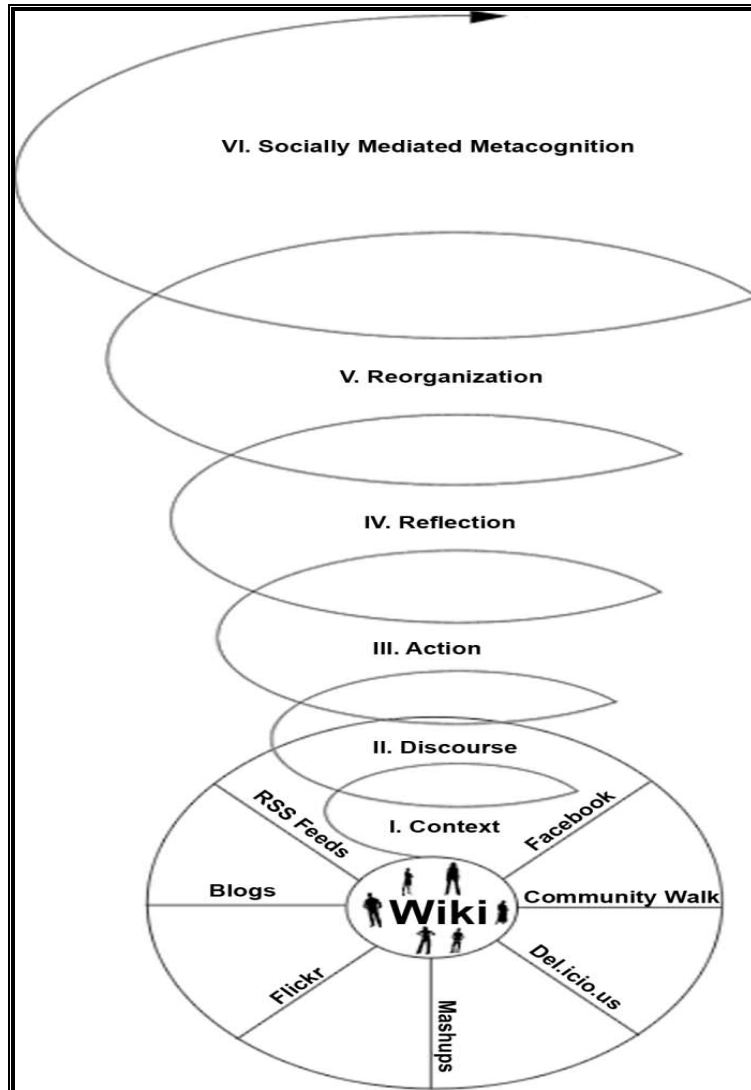 VI. Socially Mediated Metacognition
V. Reorganization
IV. Reflection
III. Action
II. Discourse
I. Context
RSS Feeds
Facebook
Blogs
Wiki
Community Walk
Flickr
Mashups
Del.icio.us